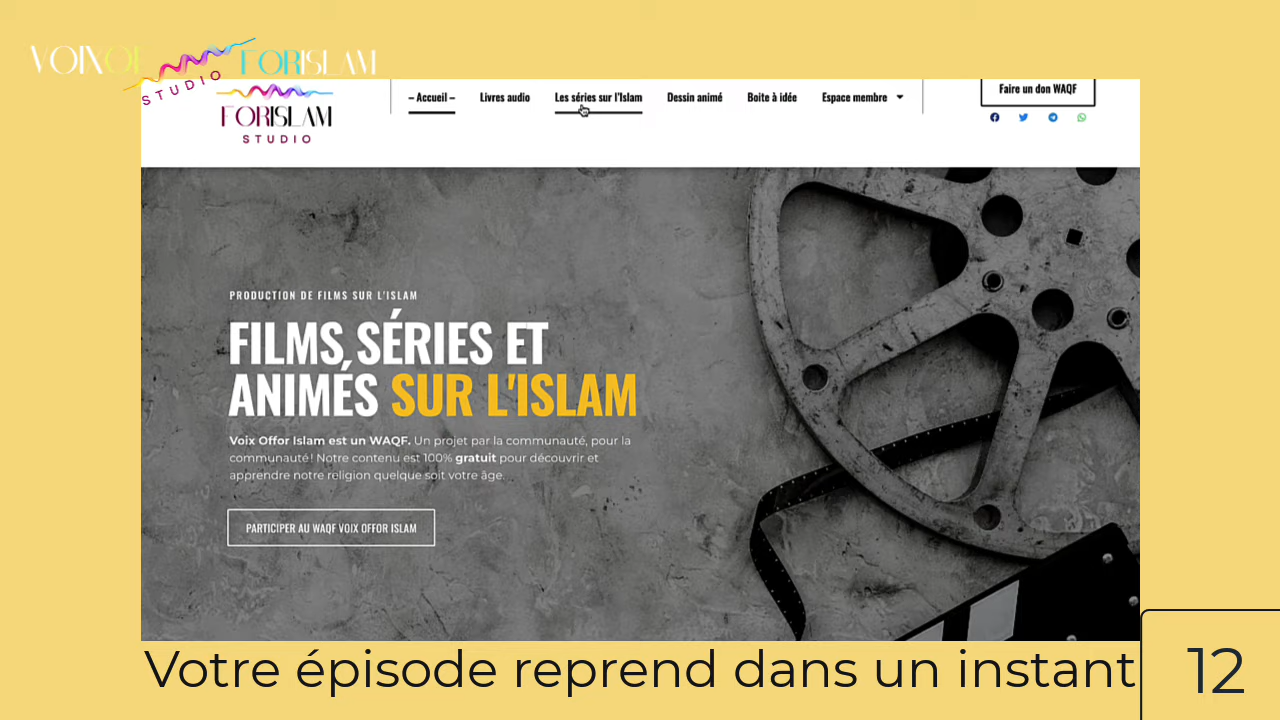 VOIXOF FORISLAM
STUDIO
FORISLAM
STUDIO
– Accueil – Livres audio Les séries sur l'Islam Dessin animé Boite à idée Espace membre
Faire un don WAQF
PRODUCTION DE FILMS SUR L'ISLAM
FILMS, SÉRIES ET
ANIMÉS SUR L'ISLAM
Voix Offor Islam est un WAQF. Un projet par la communauté, pour la
communauté ! Notre contenu est 100% gratuit pour découvrir et
apprendre notre religion quelque soit votre âge.
PARTICIPER AU WAQF VOIX OFFOR ISLAM
Votre épisode reprend dans un instant
12